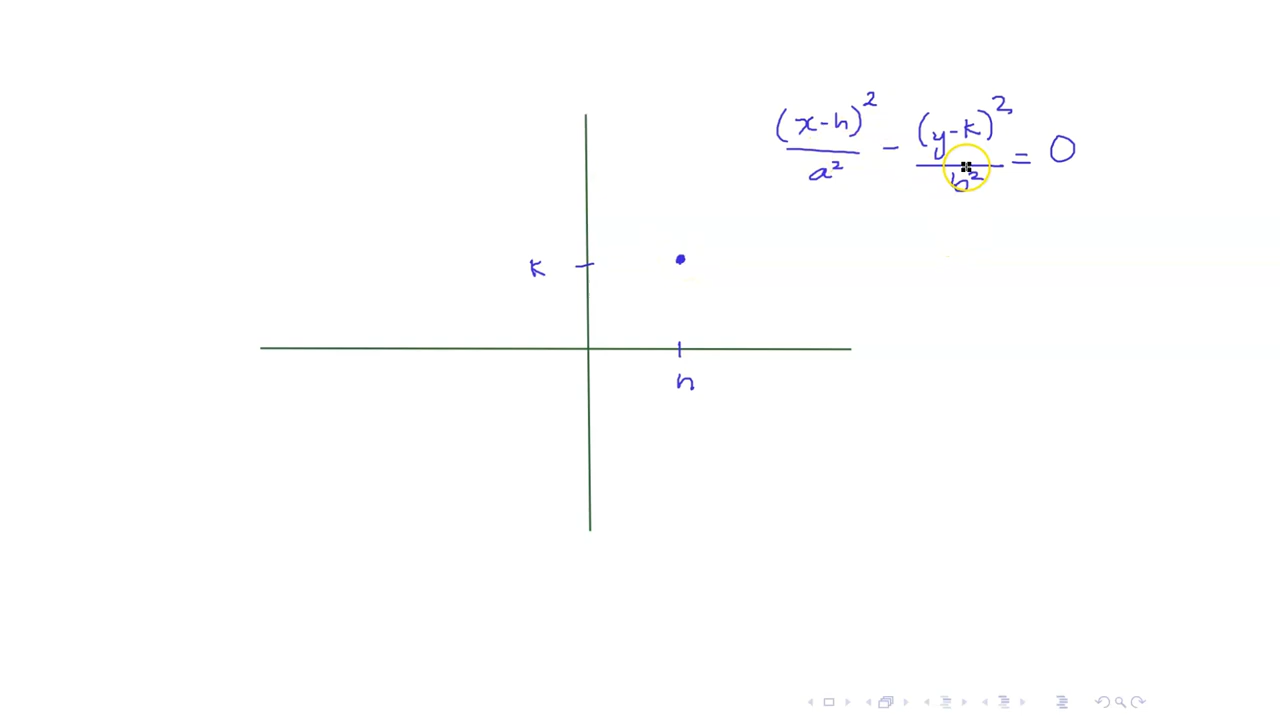 (x-h)²/a² - (y-k)²/b² = 0
k
h